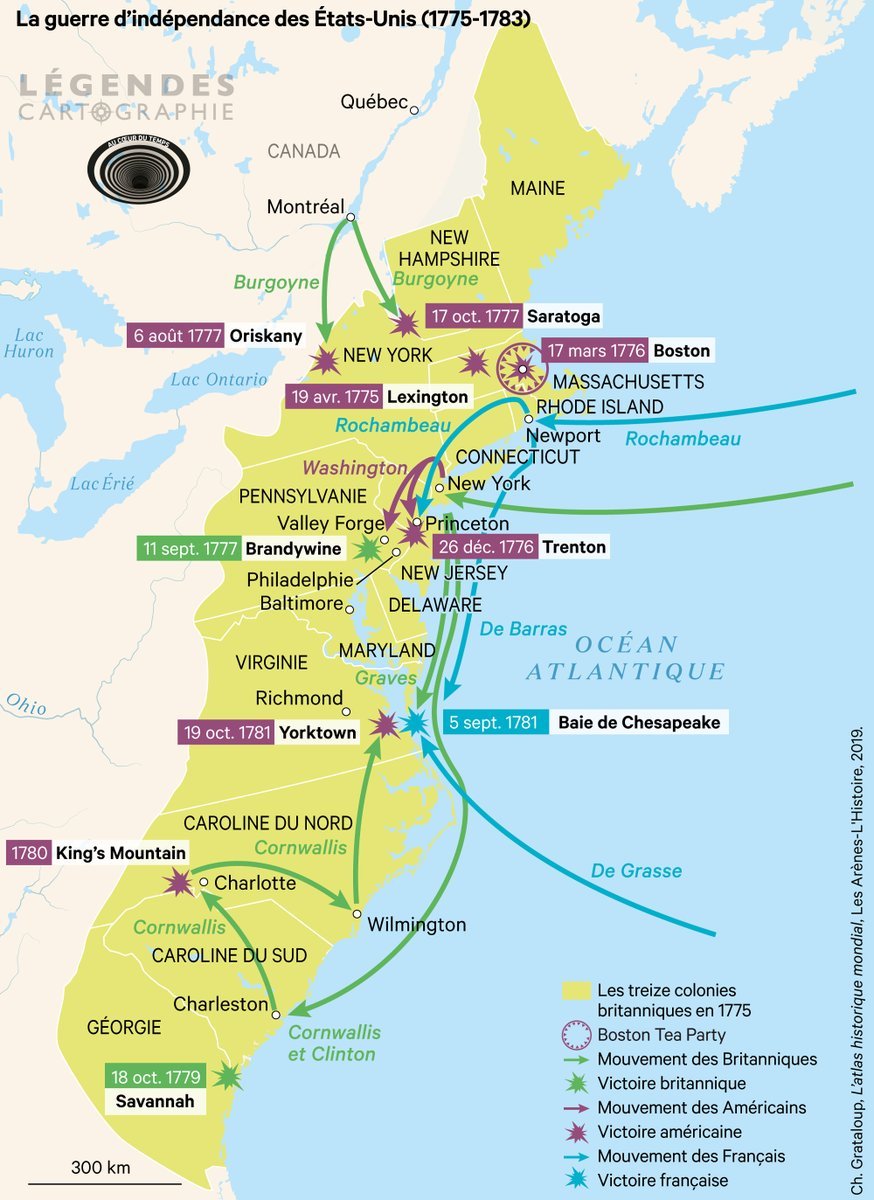 La guerre d'indépendance des États-Unis (1775-1783)
LÉGENDES
CARTOGRAPHIE
AU CŒUR DU TEMPS
Québec
CANADA
MAINE
Montréal
NEW
HAMPSHIRE
Burgoyne
Burgoyne
17 oct. 1777 Saratoga
6 août 1777 Oriskany
Lac
Huron
NEW YORK
17 mars 1776 Boston
Lac Ontario
MASSACHUSETTS
19 avr. 1775 Lexington
RHODE ISLAND
Rochambeau
Newport
Rochambeau
CONNECTICUT
Washington
Lac Érié
New York
PENNSYLVANIE
Valley Forge
Princeton
11 sept. 1777 Brandywine
26 déc. 1776 Trenton
NEW JERSEY
Philadelphie
Baltimore
DELAWARE
De Barras
OCÉAN
ATLANTIQUE
MARYLAND
VIRGINIE
Graves
Ohio
Richmond
19 oct. 1781 Yorktown
5 sept. 1781 Baie de Chesapeake
CAROLINE DU NORD
Cornwallis
1780 King's Mountain
Charlotte
De Grasse
Cornwallis
Wilmington
CAROLINE DU SUD
Charleston
GÉORGIE
Cornwallis
et Clinton
18 oct. 1779
Savannah
300 km
Les treize colonies
britanniques en 1775
Boston Tea Party
Mouvement des Britanniques
Victoire britannique
Mouvement des Américains
Victoire américaine
Mouvement des Français
Victoire française
Ch. Grataloup, L'atlas historique mondial, Les Arènes-L'Histoire, 2019.